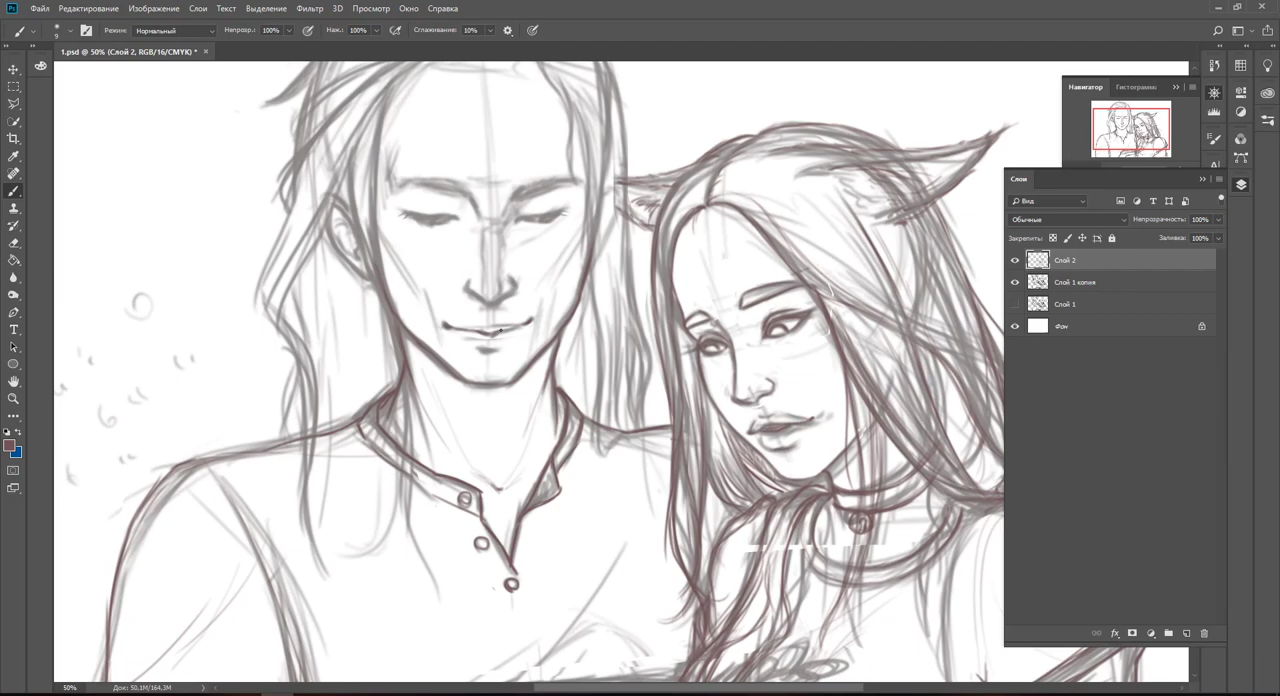 Файл Редактирование Изображение Слои Текст Выделение Фильтр 3D Просмотр Окно Справка
9 Режим: Нормальный Непрозр.: 100% Наж.: 100% Сглаживания: 10%
1.psd @ 50% (Слой 2, RGB/16/CMYK) * ×
Навигатор Гистограмма
Слои
Вид
Обычные Непрозрачность: 100%
Закрепить: Заливка: 100%
Слой 2
Слой 1 копия
Слой 1
Фон
50% Док: 50.1M/164.3M